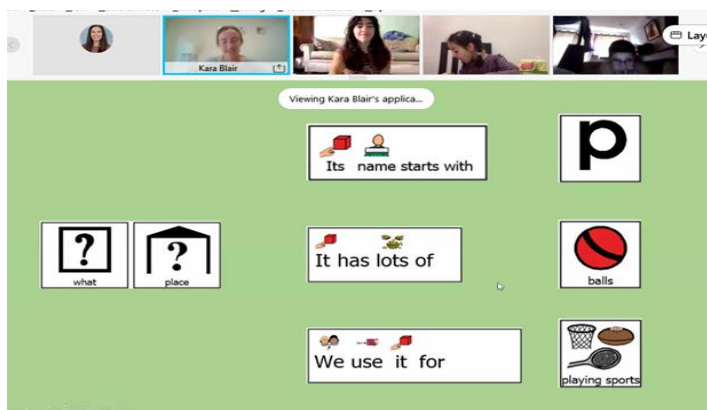 Layo
Kara Blair
Viewing Kara Blair's applica...
Its name starts with
p
?
what
?
place
It has lots of
balls
We use it for
playing sports